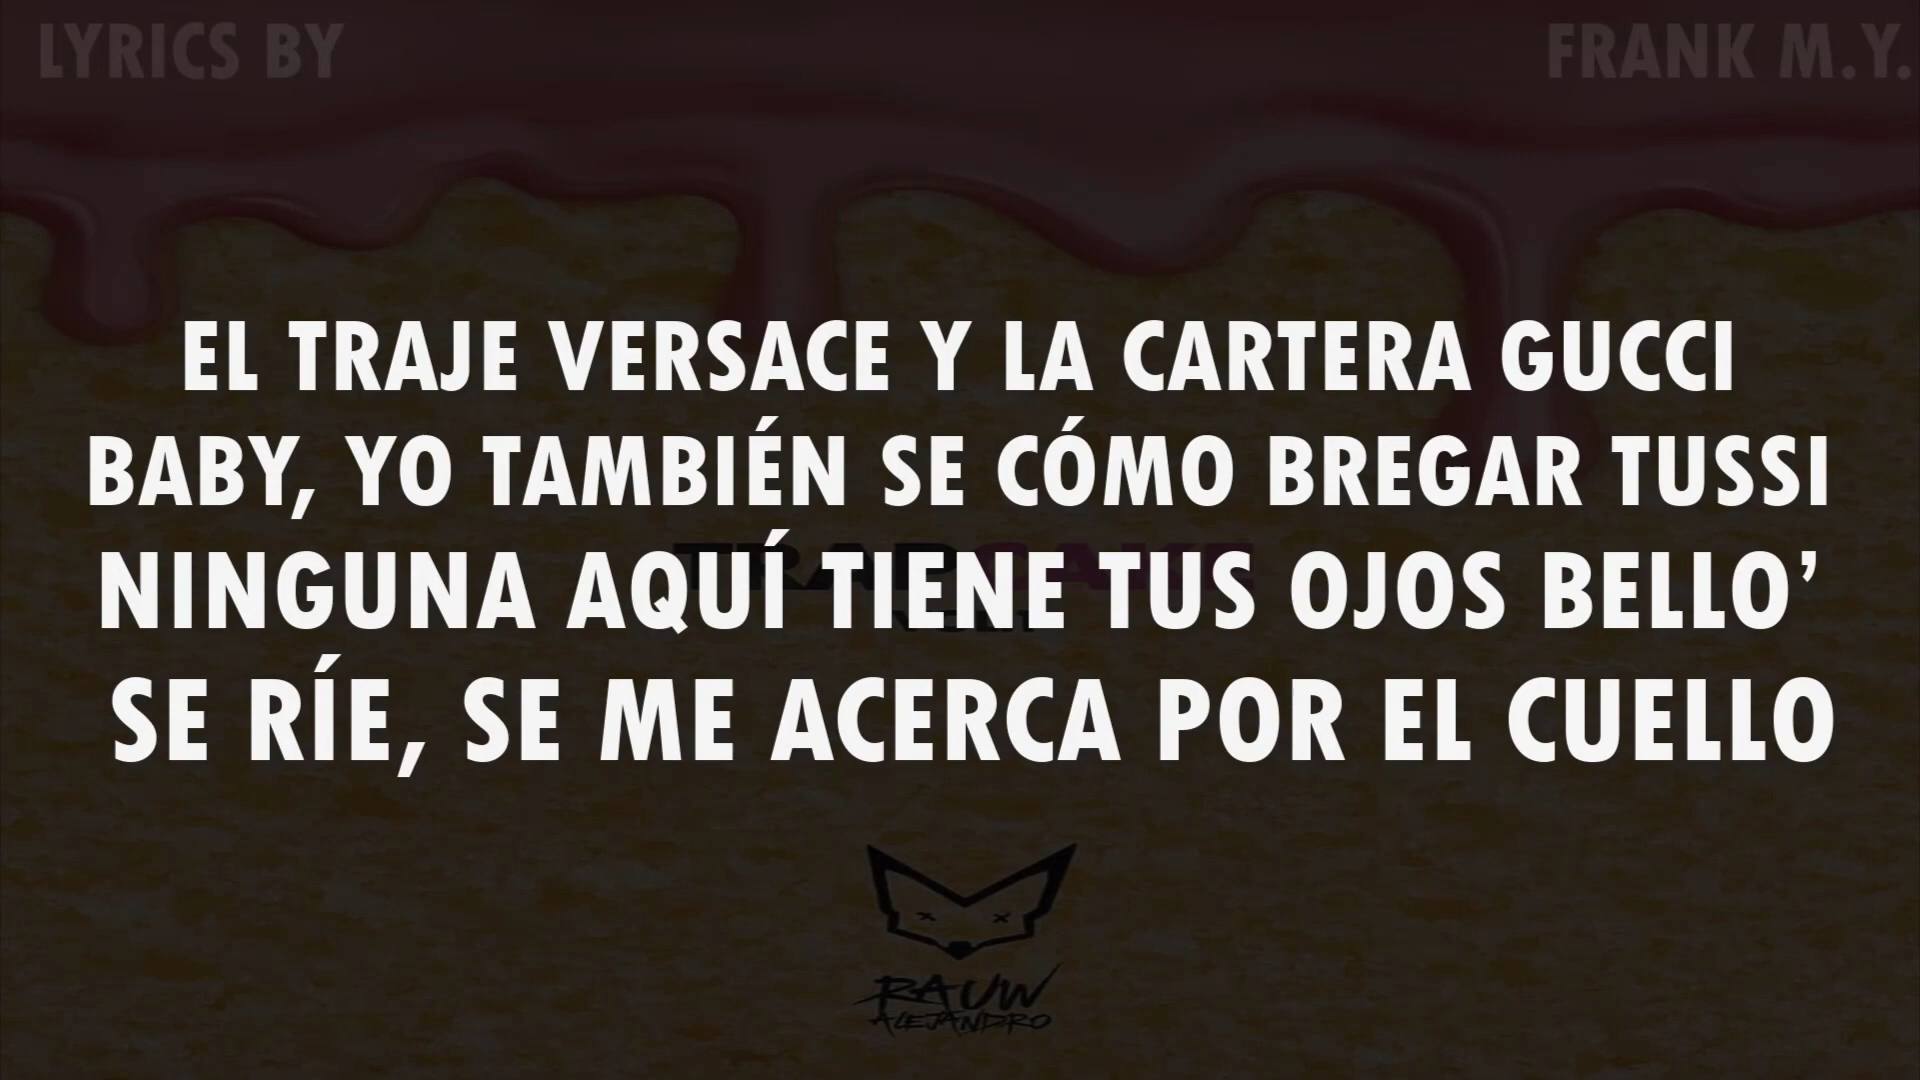 LYRICS BY
FRANK M.Y.
EL TRAJE VERSACE Y LA CARTERA GUCCI
BABY, YO TAMBIÉN SE CÓMO BREGAR TUSSI
NINGUNA AQUÍ TIENE TUS OJOS BELLO’
SE RÍE, SE ME ACERCA POR EL CUELLO
RAUW
ALEJANDRO